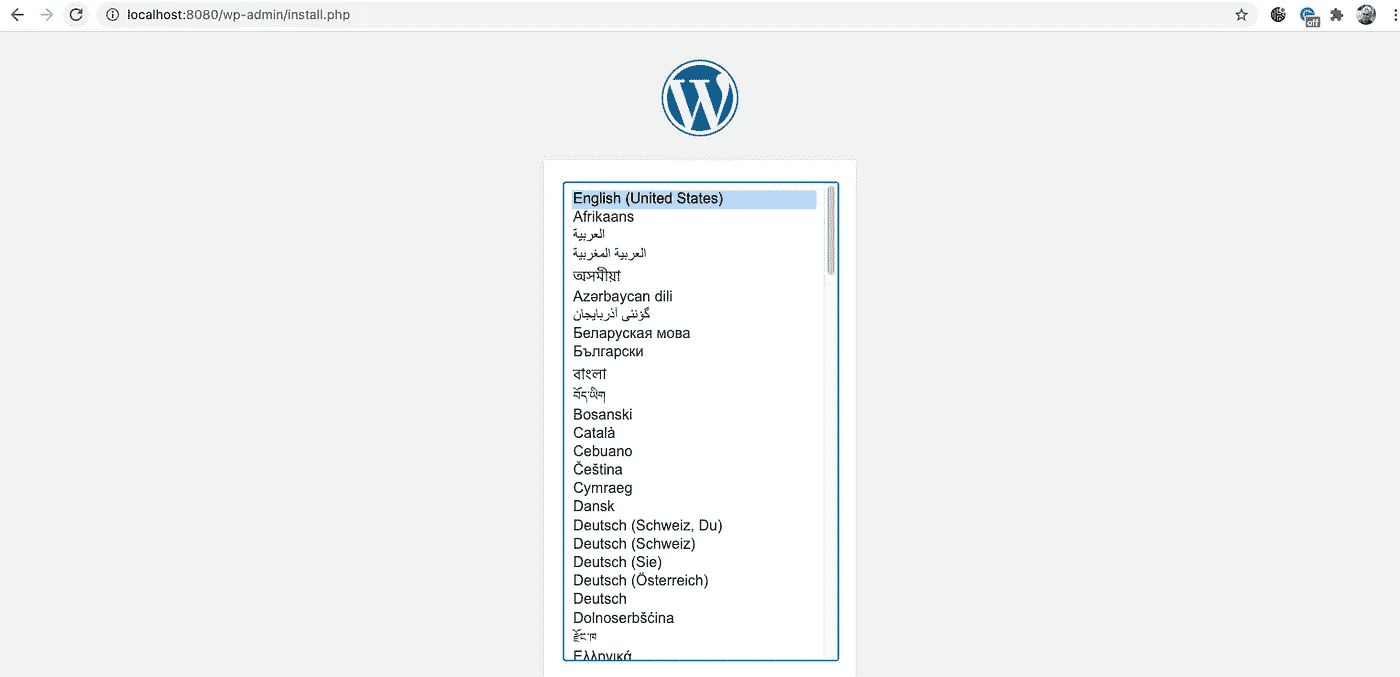 localhost:8080/wp-admin/install.php
off
W
English (United States)
Afrikaans
العربية
العربية المغربية
অসমীয়া
Azərbaycan dili
گؤنئی آذربایجان
Беларуская мова
Български
বাংলা
བོད་ཡིག
Bosanski
Català
Cebuano
Čeština
Cymraeg
Dansk
Deutsch (Schweiz, Du)
Deutsch (Schweiz)
Deutsch (Sie)
Deutsch (Österreich)
Deutsch
Dolnoserbšćina
རྫོང་ཁ
Ελληνικά